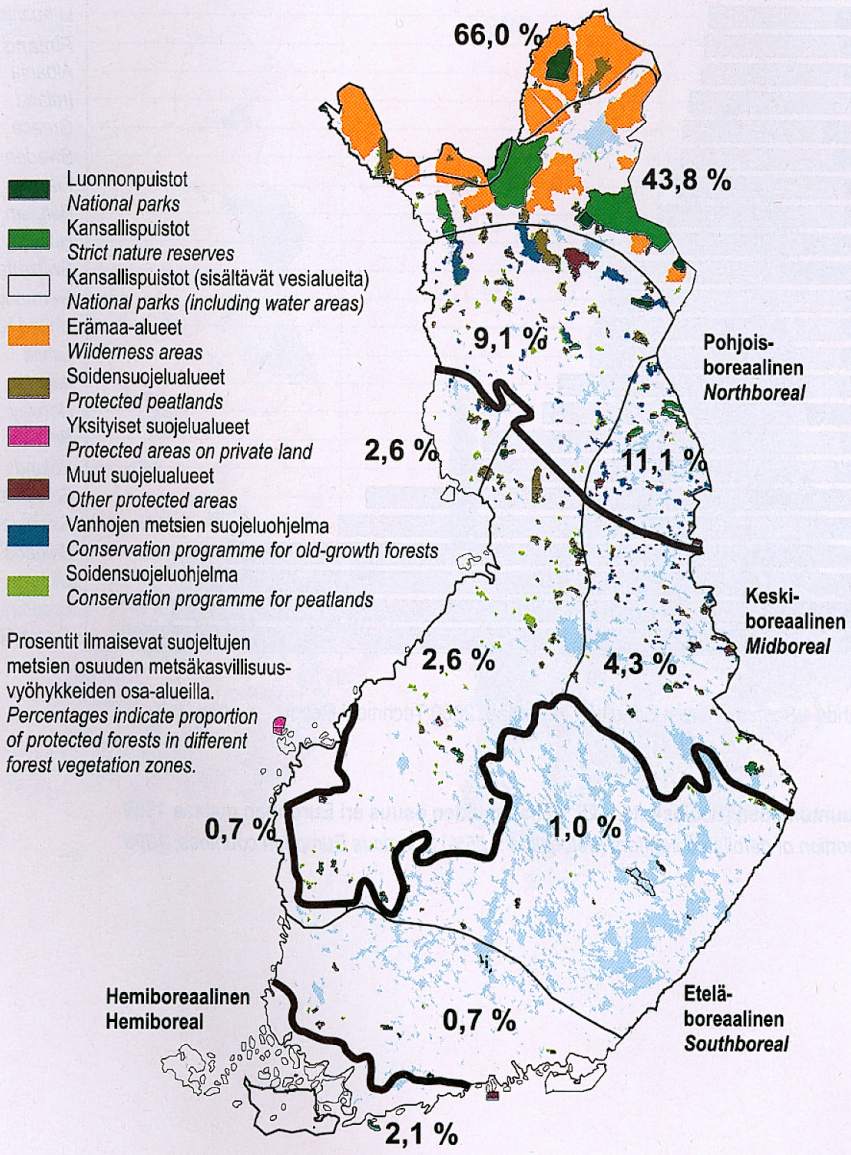 66,0 %
43,8 %
Luonnonpuistot
National parks
Kansallispuistot
Strict nature reserves
Kansallispuistot (sisältävät vesialueita)
National parks (including water areas)
Erämaa-alueet
Wilderness areas
Soidensuojelualueet
Protected peatlands
Yksityiset suojelualueet
Protected areas on private land
Muut suojelualueet
Other protected areas
Vanhojen metsien suojeluohjelma
Conservation programme for old-growth forests
Soidensuojeluohjelma
Conservation programme for peatlands
Prosentit ilmaisevat suojeltujen
metsien osuuden metsäkasvillisuus-
vyöhykkeiden osa-alueilla.
Percentages indicate proportion
of protected forests in different
forest vegetation zones.
9,1 %
Pohjois-
boreaalinen
Northboreal
2,6 %
11,1 %
Keski-
boreaalinen
Midboreal
2,6 %
4,3 %
0,7 %
1,0 %
Hemiboreaalinen
Hemiboreal
0,7 %
Etelä-
boreaalinen
Southboreal
2,1 %